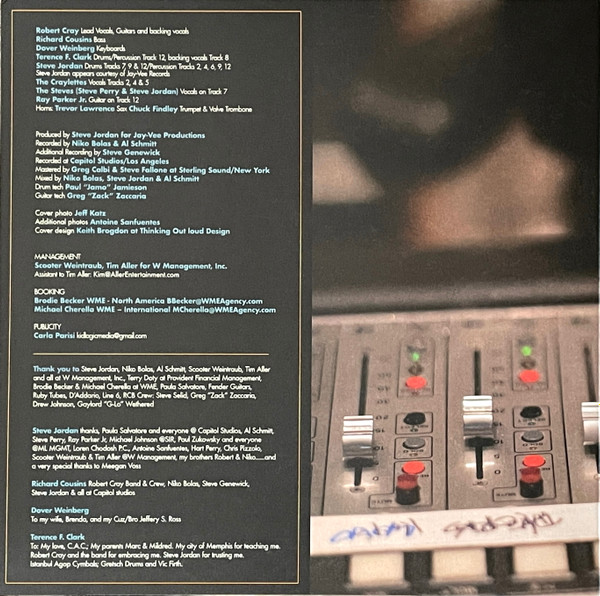 Robert Cray Lead Vocals, Guitars and backing vocals
Richard Cousins Bass
Dover Weinberg Keyboards
Terence F. Clark Drums/Percussion Track 12, backing vocals Track 8
Steve Jordan Drums Tracks 7, 9 & 12/Percussion Tracks 2, 4, 6, 9, 12
Steve Jordan appears courtesy of Jay-Vee Records
The Craylettes Vocals Tracks 2, 4 & 5
The Steves (Steve Perry & Steve Jordan) Vocals on Track 7
Ray Parker Jr. Guitar on Track 12
Horns: Trevor Lawrence Sax Chuck Findley Trumpet & Valve Trombone
Produced by Steve Jordan for Jay-Vee Productions
Recorded by Niko Bolas & Al Schmitt
Additional Recording by Steve Genewick
Recorded at Capitol Studios/Los Angeles
Mastered by Greg Calbi & Steve Fallone at Sterling Sound/New York
Mixed by Niko Bolas, Steve Jordan & Al Schmitt
Drum tech Paul "Jamo" Jamieson
Guitar tech Greg "Zack" Zaccaria
Cover photo Jeff Katz
Additional photos Antoine Sanfuentes
Cover design Keith Brogdon at Thinking Out loud Design
MANAGEMENT
Scooter Weintraub, Tim Aller for W Management, Inc.
Assistant to Tim Aller: Kim@AllerEntertainment.com
BOOKING
Brodie Becker WME - North America BBecker@WMEAgency.com
Michael Cherella WME – International MCherella@WMEAgency.com
PUBLICITY
Carla Parisi kidlogicmedia@gmail.com
Thank you to Steve Jordan, Niko Bolas, Al Schmitt, Scooter Weintraub, Tim Aller
and all at W Management, Inc., Terry Doty at Provident Financial Management,
Brodie Becker & Michael Cherella at WME, Paula Salvatore, Fender Guitars,
Ruby Tubes, D'Addario, Line 6, RCB Crew: Steve Selid, Greg "Zack" Zaccaria,
Drew Johnson, Gaylord "G-Lo" Wethered
Steve Jordan thanks, Paula Salvatore and everyone @ Capitol Studios, Al Schmitt,
Steve Perry, Ray Parker Jr, Michael Johnson @SIR, Paul Zukowsky and everyone
@ML MGMT, Loren Chodosh P.C., Antoine Sanfuentes, Hart Perry, Chris Fizzolo,
Scooter Weintraub & Tim Aller @W Management, my brothers Robert & Niko.....and
a very special thanks to Meegan Voss
Richard Cousins Robert Cray Band & Crew, Niko Bolas, Steve Genewick,
Steve Jordan & all at Capitol studios
Dover Weinberg
To my wife, Brenda, and my Cuz/Bro Jeffery S. Ross
Terence F. Clark
To: My love, C.A.C.; My parents Marc & Mildred. My city of Memphis for teaching me.
Robert Cray and the band for embracing me. Steve Jordan for trusting me.
Istanbul Agop Cymbals; Gretsch Drums and Vic Firth.